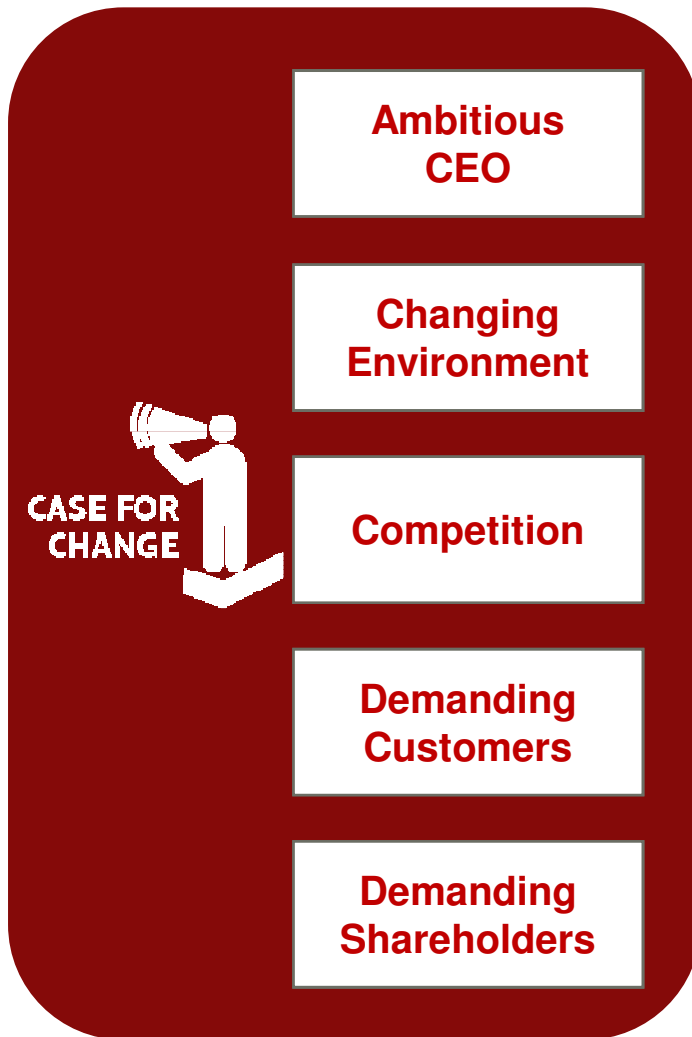 CASE FOR
CHANGE
Ambitious
CEO
Changing
Environment
Competition
Demanding
Customers
Demanding
Shareholders